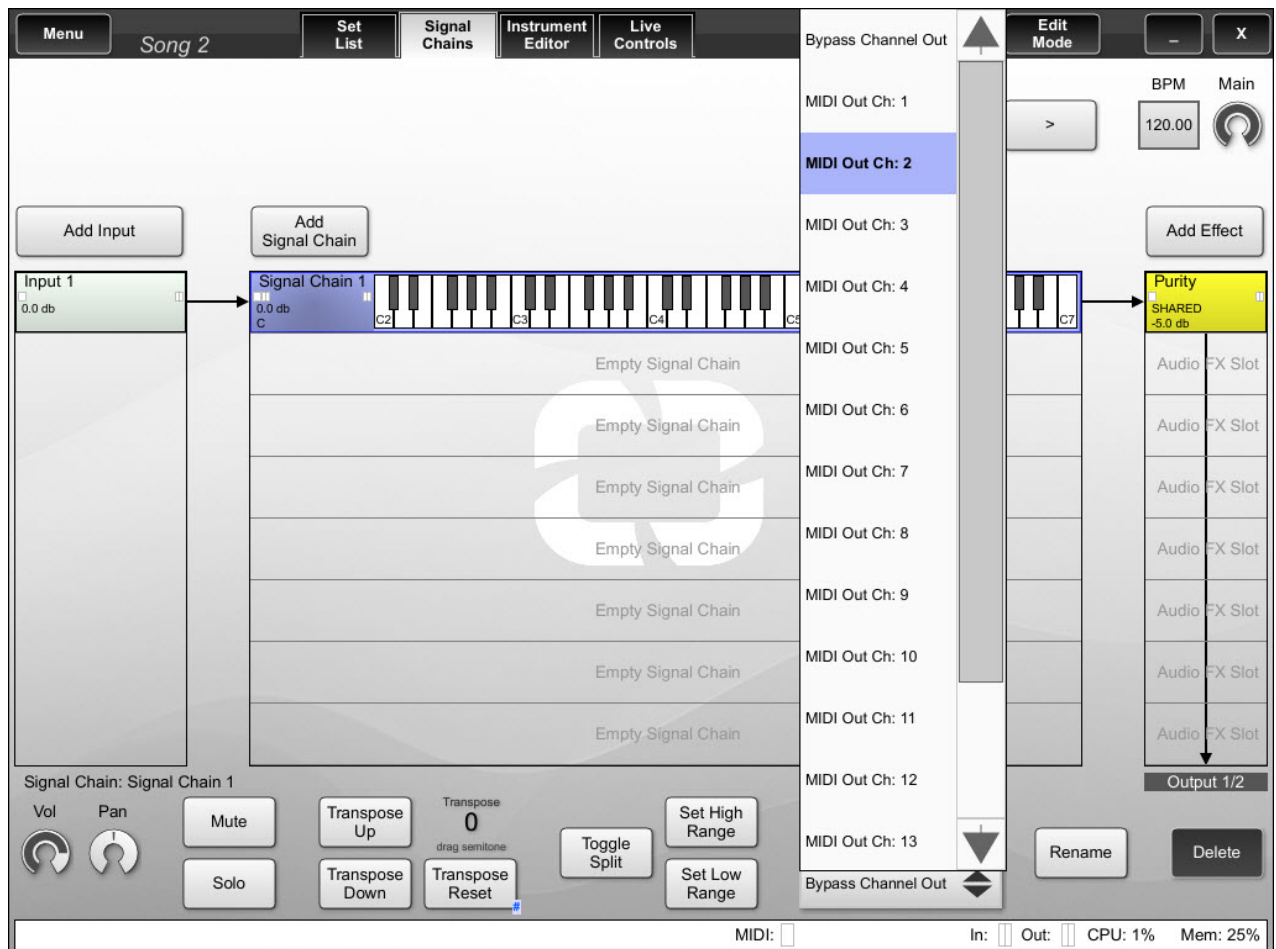 Menu
Song 2
Set
List
Signal
Chains
Instrument
Editor
Live
Controls
Edit
Mode
_
X
BPM
Main
120.00
>
Add Input
Add
Signal Chain
Add Effect
Input 1
0.0 db
Signal Chain 1
0.0 db
C
C2
C3
C4
C5
C7
Purity
SHARED
-5.0 db
Empty Signal Chain
Empty Signal Chain
Empty Signal Chain
Empty Signal Chain
Empty Signal Chain
Empty Signal Chain
Empty Signal Chain
Audio FX Slot
Audio FX Slot
Audio FX Slot
Audio FX Slot
Audio FX Slot
Audio FX Slot
Audio FX Slot
Output 1/2
Bypass Channel Out
MIDI Out Ch: 1
MIDI Out Ch: 2
MIDI Out Ch: 3
MIDI Out Ch: 4
MIDI Out Ch: 5
MIDI Out Ch: 6
MIDI Out Ch: 7
MIDI Out Ch: 8
MIDI Out Ch: 9
MIDI Out Ch: 10
MIDI Out Ch: 11
MIDI Out Ch: 12
MIDI Out Ch: 13
Bypass Channel Out
Signal Chain: Signal Chain 1
Vol
Pan
Mute
Solo
Transpose
Up
Transpose
Down
Transpose
0
drag semitone
Transpose
Reset
#
Toggle
Split
Set High
Range
Set Low
Range
Rename
Delete
MIDI:
In:
Out:
CPU: 1%
Mem: 25%